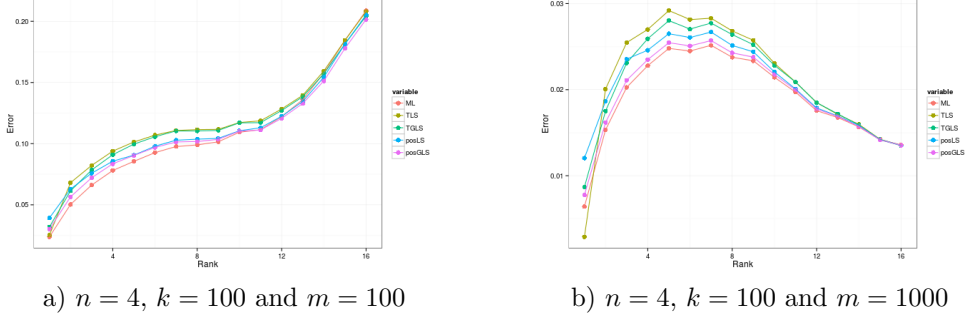 0.20
0.15
0.10
0.05
Error
4
8
12
16
Rank
variable
ML
TLS
TGLS
posLS
posGLS
a) n = 4, k = 100 and m = 100
0.03
0.02
0.01
Error
4
8
12
16
Rank
variable
ML
TLS
TGLS
posLS
posGLS
b) n = 4, k = 100 and m = 1000